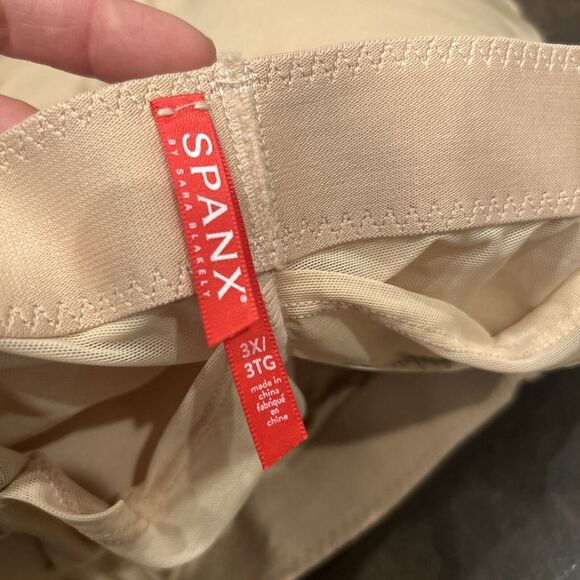 SPANX®
BY SARA BLAKELY
3X/
3TG
made in
china
fabriqué
en
chine